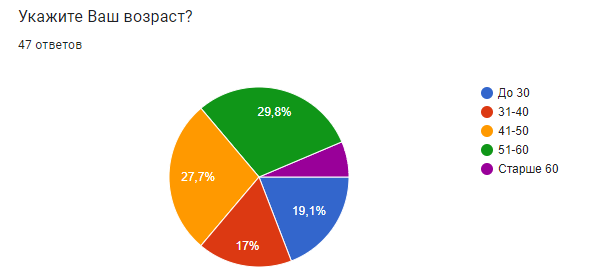 Укажите Ваш возраст?
47 ответов
29,8%
27,7%
19,1%
17%
До 30
31-40
41-50
51-60
Старше 60